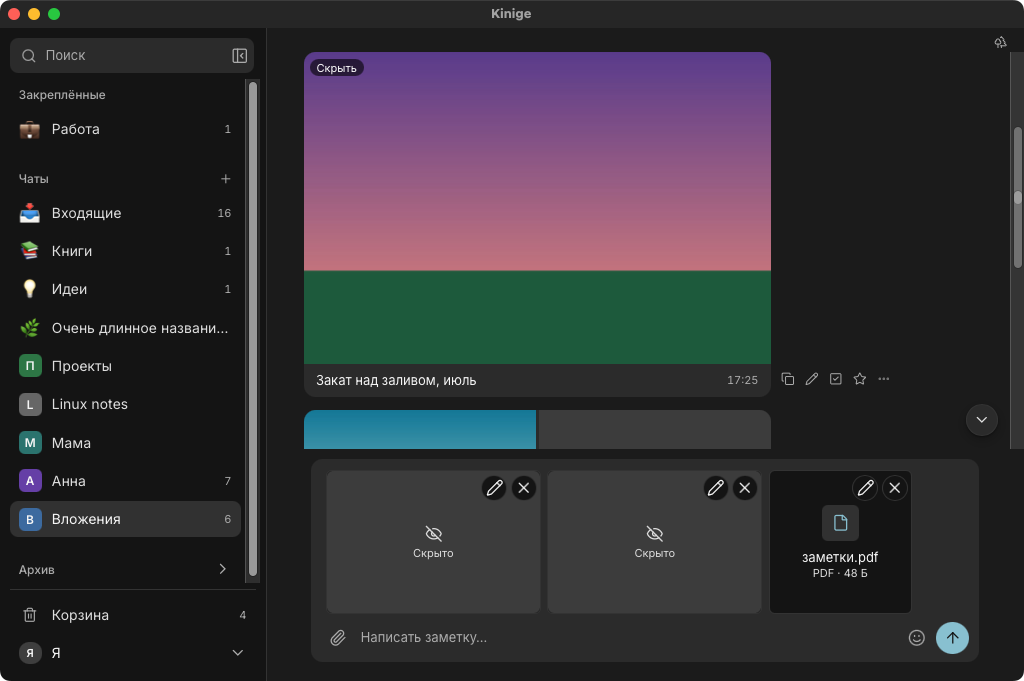 Kinige
Поиск
Закреплённые
Работа 1
Чаты
Входящие 16
Книги 1
Идеи 1
Очень длинное названи...
П Проекты
L Linux notes
М Мама
А Анна 7
В Вложения 6
Архив
Корзина 4
Я Я
Скрыть
Закат над заливом, июль 17:25
Скрыто
Скрыто
заметки.pdf
PDF · 48 Б
Написать заметку...